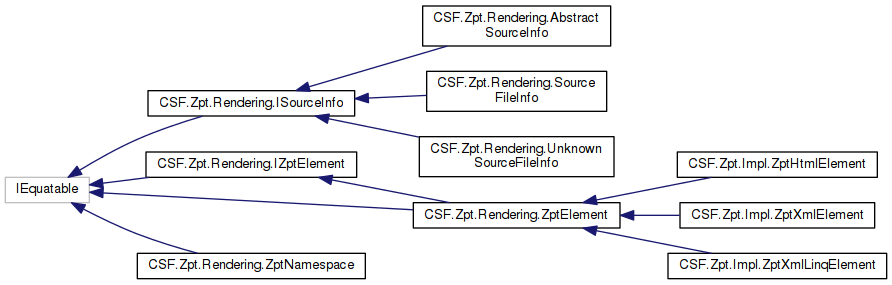 CSF.Zpt.Rendering.Abstract
SourceInfo
CSF.Zpt.Rendering.Source
FileInfo
CSF.Zpt.Rendering.ISourceInfo
CSF.Zpt.Rendering.Unknown
SourceFileInfo
CSF.Zpt.Rendering.IZptElement
CSF.Zpt.Impl.ZptHtmlElement
IEquatable
CSF.Zpt.Rendering.ZptElement
CSF.Zpt.Impl.ZptXmlElement
CSF.Zpt.Rendering.ZptNamespace
CSF.Zpt.Impl.ZptXmlLinqElement